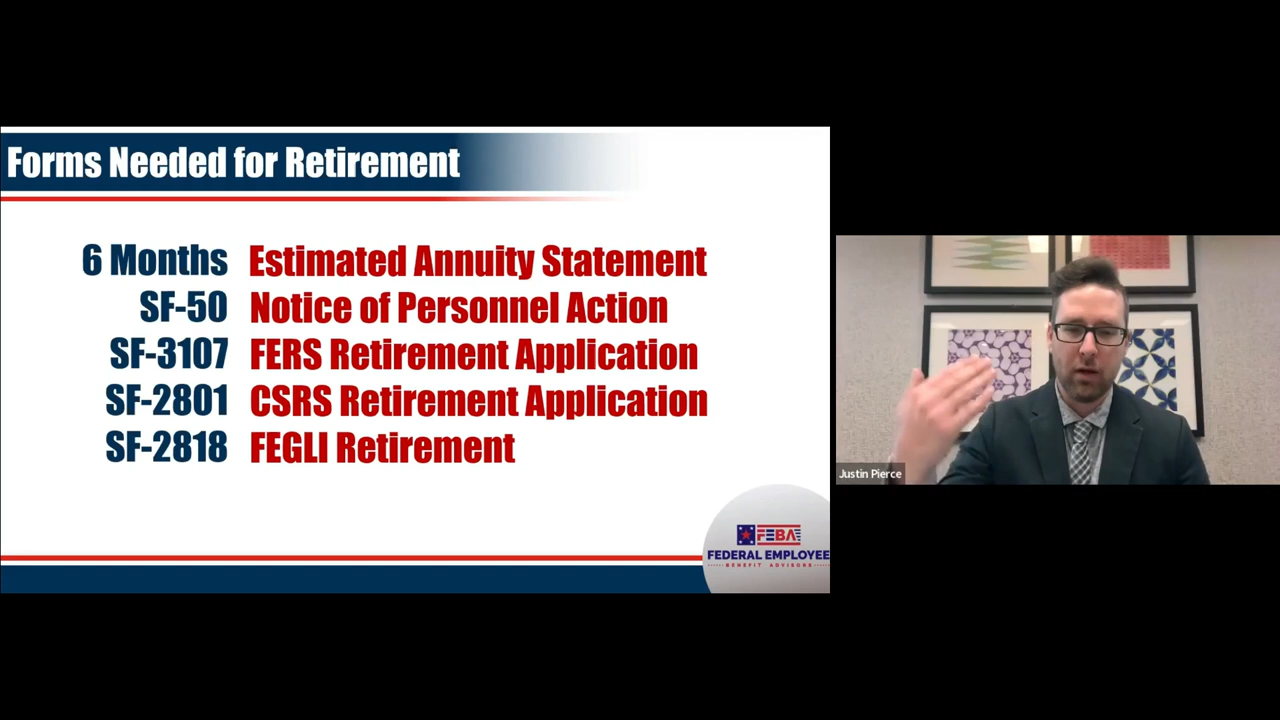 Forms Needed for Retirement
6 Months Estimated Annuity Statement
SF-50 Notice of Personnel Action
SF-3107 FERS Retirement Application
SF-2801 CSRS Retirement Application
SF-2818 FEGLI Retirement
FEBA
FEDERAL EMPLOYEE
BENEFIT ADVISORS
Justin Pierce